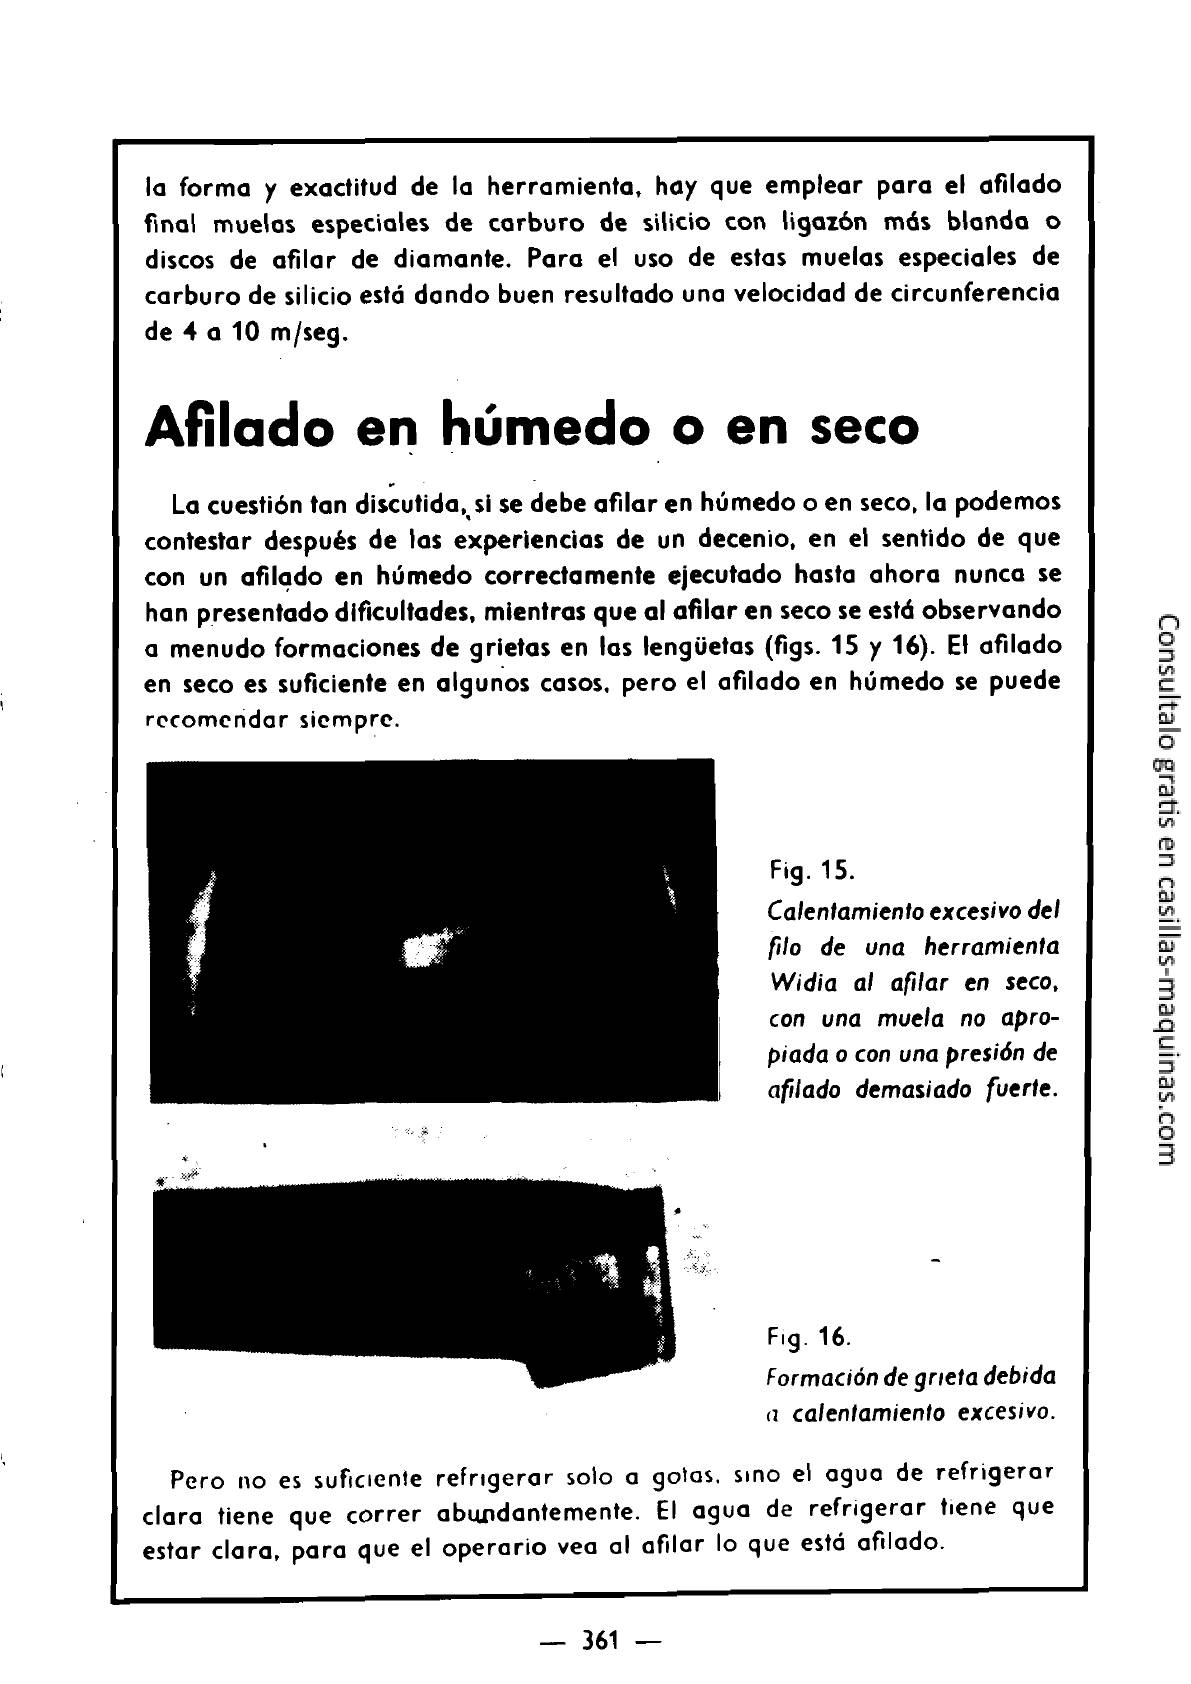 la forma y exactitud de la herramienta, hay que emplear para el afilado
final muelas especiales de carburo de silicio con ligazón más blanda o
discos de afilar de diamante. Para el uso de estas muelas especiales de
carburo de silicio está dando buen resultado una velocidad de circunferencia
de 4 a 10 m/seg.
Afilado en húmedo o en seco
La cuestión tan discutida, si se debe afilar en húmedo o en seco, la podemos
contestar después de las experiencias de un decenio, en el sentido de que
con un afilado en húmedo correctamente ejecutado hasta ahora nunca se
han presentado dificultades, mientras que al afilar en seco se está observando
a menudo formaciones de grietas en las lengüetas (figs. 15 y 16). El afilado
en seco es suficiente en algunos casos, pero el afilado en húmedo se puede
recomendar siempre.
Fig. 15.
Calentamiento excesivo del
filo de una herramienta
Widia al afilar en seco,
con una muela no apro-
piada o con una presión de
afilado demasiado fuerte.
Fig. 16.
Formación de grieta debida
a calentamiento excesivo.
Pero no es suficiente refrigerar solo a gotas, sino el agua de refrigerar
clara tiene que correr abundantemente. El agua de refrigerar tiene que
estar clara, para que el operario vea al afilar lo que está afilado.
— 361 —
Consultalo gratis en casillas-maquinas.com